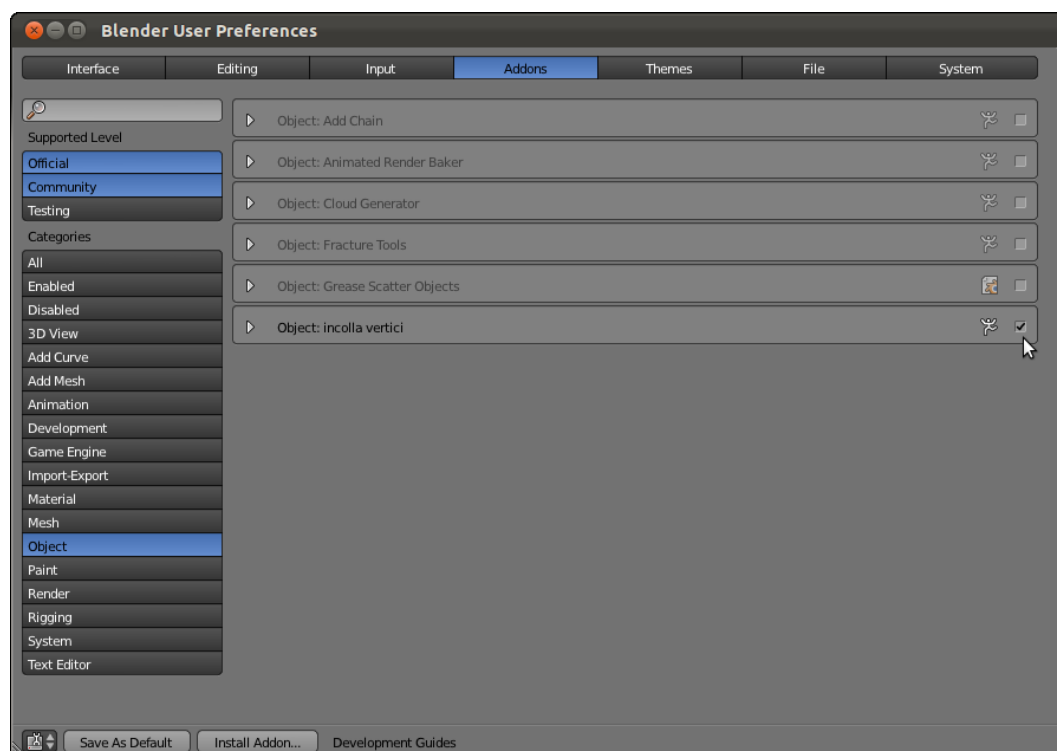 Blender User Preferences
Interface Editing Input Addons Themes File System
Supported Level
Official
Community
Testing
Categories
All
Enabled
Disabled
3D View
Add Curve
Add Mesh
Animation
Development
Game Engine
Import-Export
Material
Mesh
Object
Paint
Render
Rigging
System
Text Editor
Object: Add Chain
Object: Animated Render Baker
Object: Cloud Generator
Object: Fracture Tools
Object: Grease Scatter Objects
Object: incolla vertici
Save As Default Install Addon... Development Guides